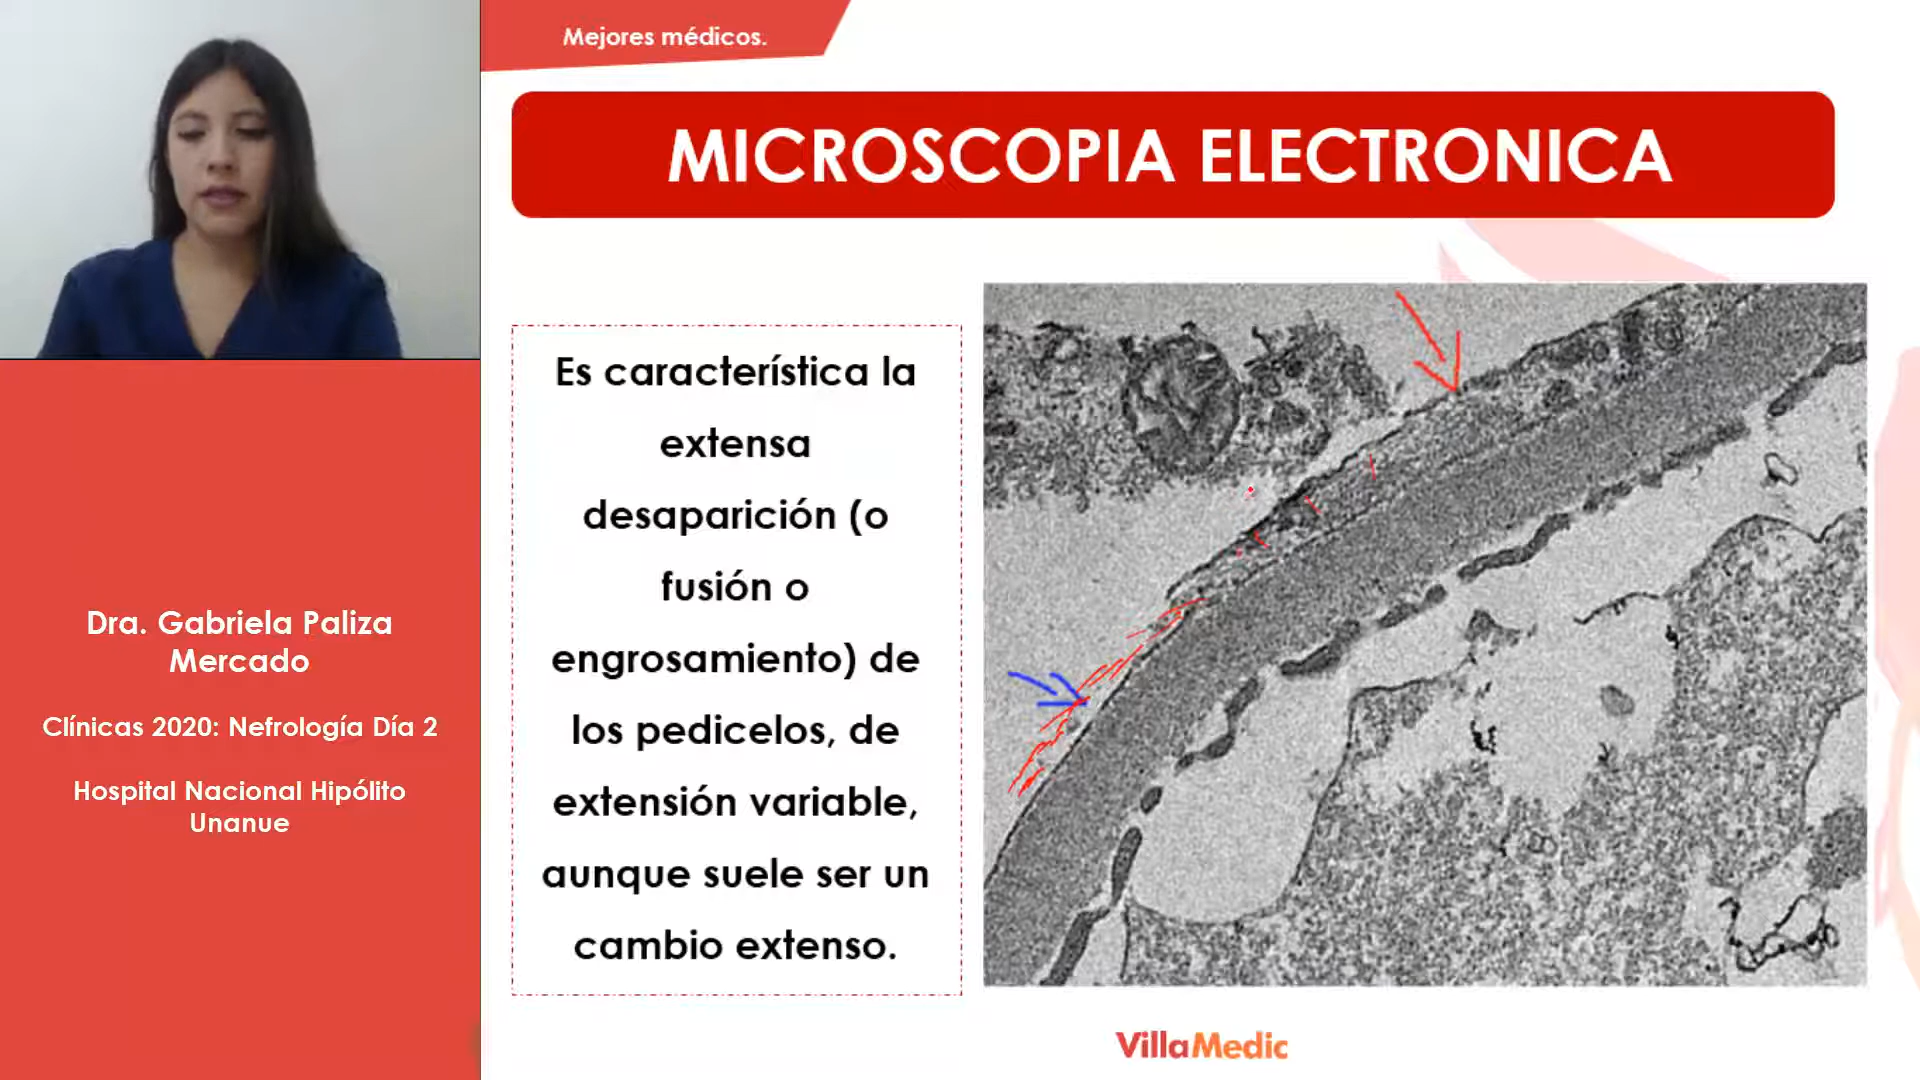 Mejores médicos.
MICROSCOPIA ELECTRONICA
Es característica la
extensa
desaparición (o
fusión o
engrosamiento) de
los pedicelos, de
extensión variable,
aunque suele ser un
cambio extenso.
Dra. Gabriela Paliza
Mercado
Clínicas 2020: Nefrología Día 2
Hospital Nacional Hipólito
Unanue
VillaMedic